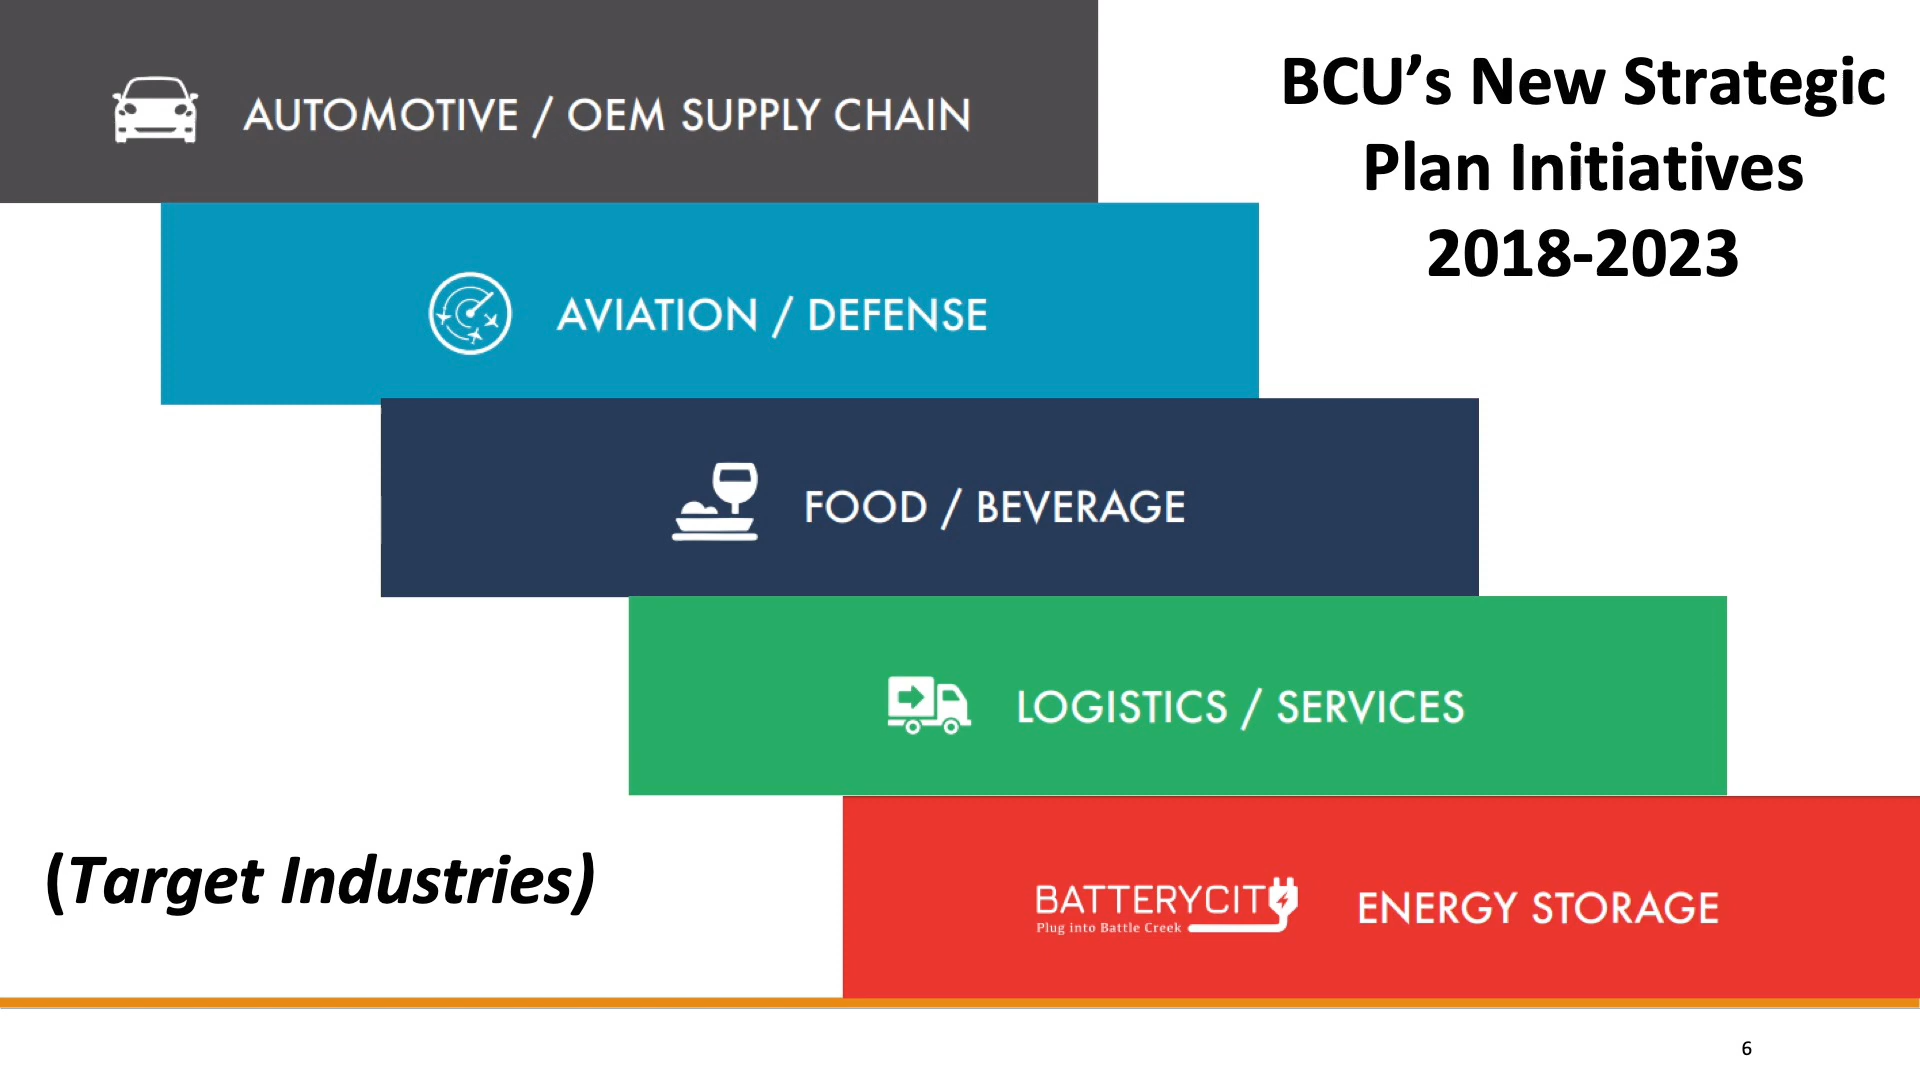 AUTOMOTIVE / OEM SUPPLY CHAIN
BCU’s New Strategic
Plan Initiatives
2018-2023
AVIATION / DEFENSE
FOOD / BEVERAGE
LOGISTICS / SERVICES
(Target Industries)
BATTERYCITY
Plug into Battle Creek
ENERGY STORAGE
6